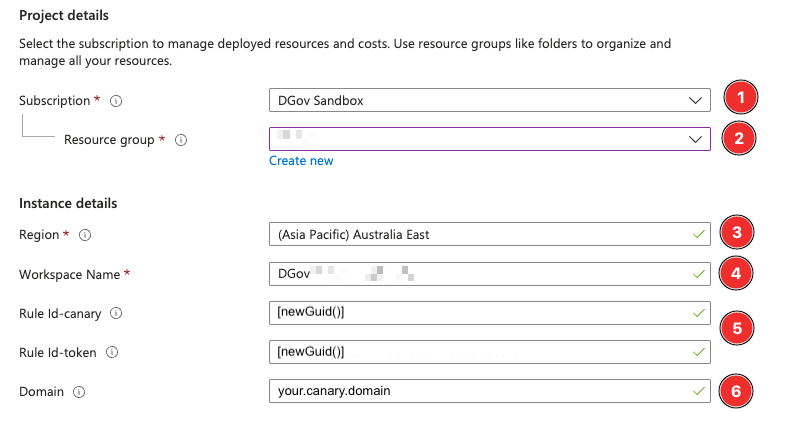 Project details
Select the subscription to manage deployed resources and costs. Use resource groups like folders to organize and
manage all your resources.
Subscription * DGov Sandbox 1
Resource group * 2
Create new
Instance details
Region * (Asia Pacific) Australia East 3
Workspace Name * DGov 4
Rule Id-canary [newGuid()]
5
Rule Id-token [newGuid()]
Domain your.canary.domain 6